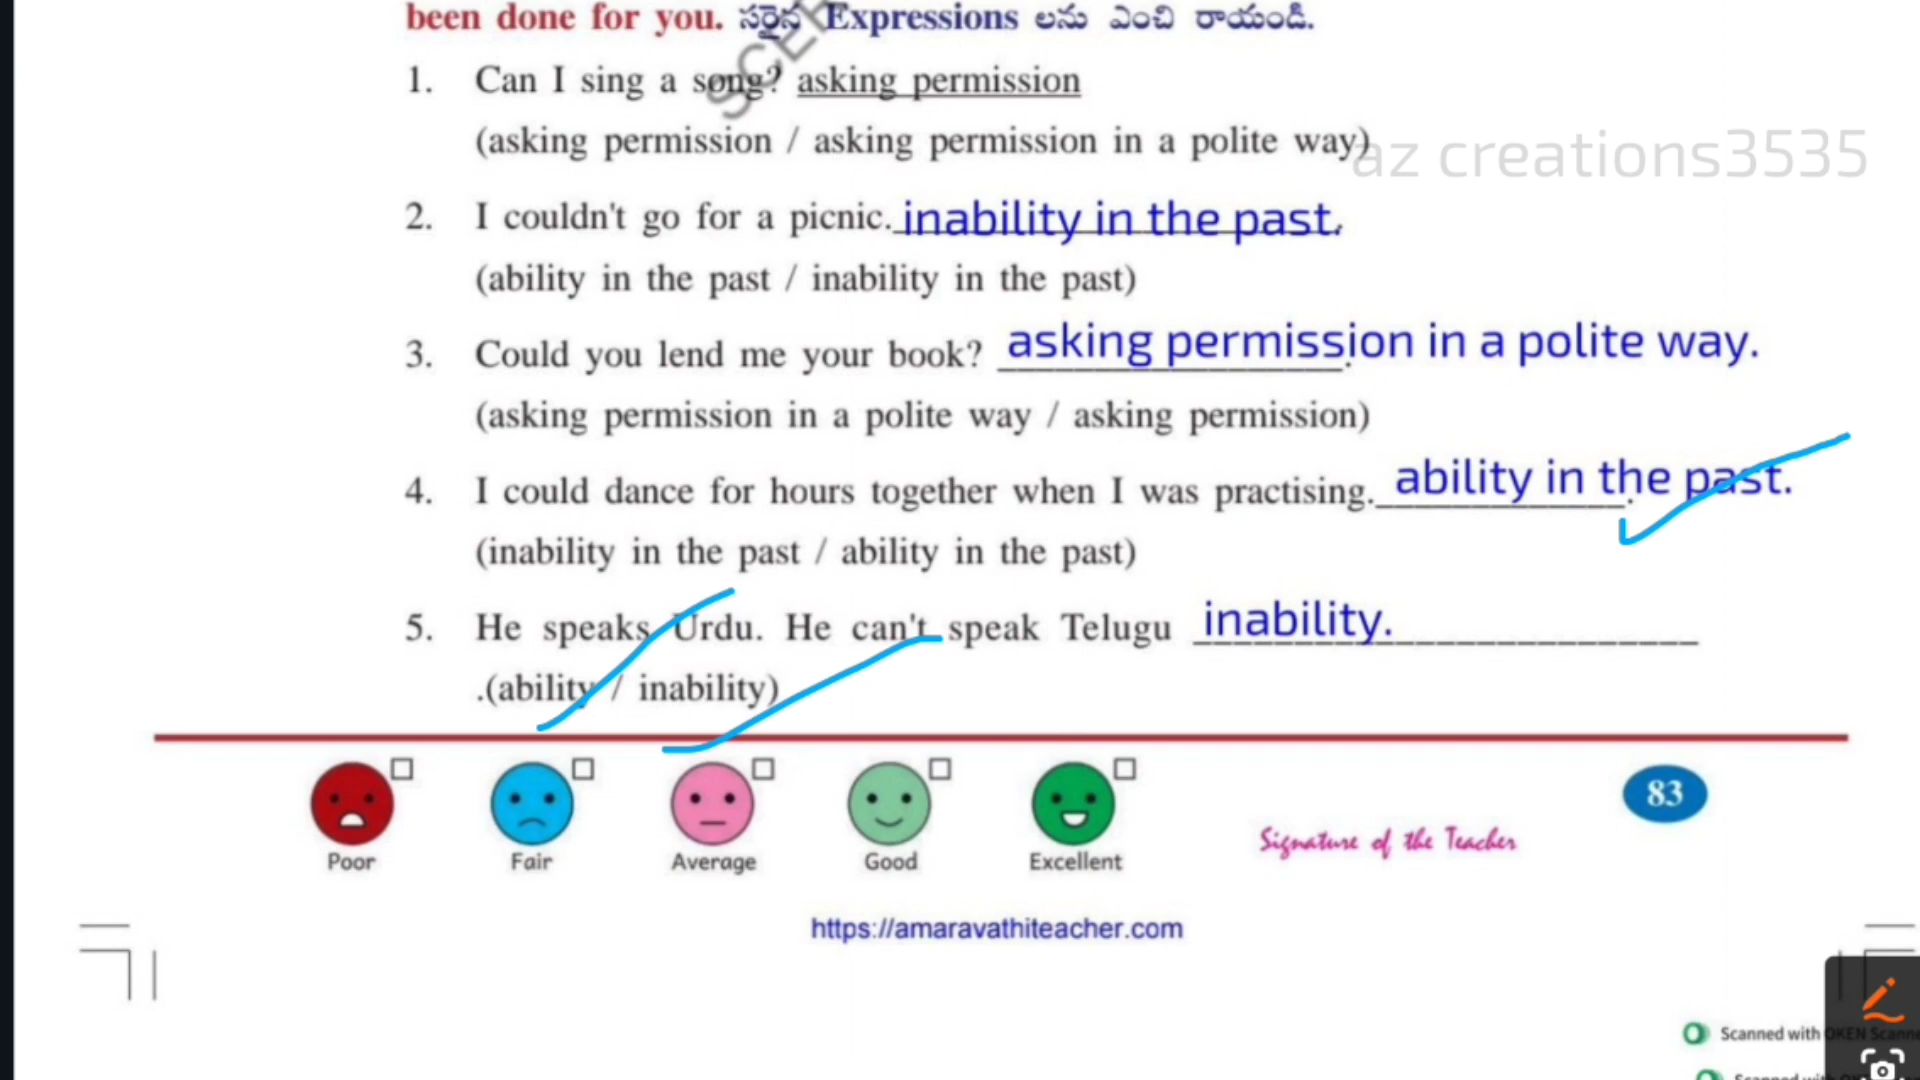 been done for you. సరైన Expressions లను ఎంచి రాయండి.
1. Can I sing a song? asking permission
(asking permission / asking permission in a polite way)
az creations3535
2. I couldn't go for a picnic. inability in the past.
(ability in the past / inability in the past)
3. Could you lend me your book? asking permission in a polite way.
(asking permission in a polite way / asking permission)
4. I could dance for hours together when I was practising. ability in the past.
(inability in the past / ability in the past)
5. He speaks Urdu. He can't speak Telugu inability.
.(ability / inability)
Poor Fair Average Good Excellent
Signature of the Teacher
83
https://amaravathiteacher.com
Scanned with OKEN